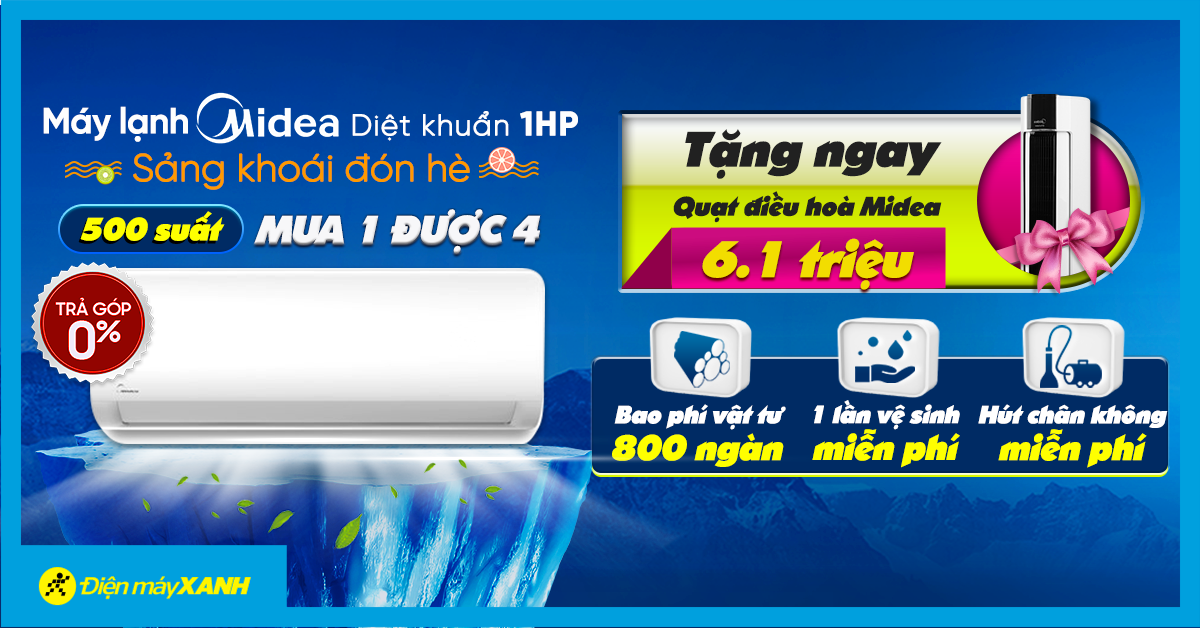 Máy lạnh Midea Diệt khuẩn 1HP
Sảng khoái đón hè
500 suất MUA 1 ĐƯỢC 4
TRẢ GÓP
0%
Tặng ngay
Quạt điều hoà Midea
6.1 triệu
Bao phí vật tư
800 ngàn
1 lần vệ sinh
miễn phí
Hút chân không
miễn phí
Điện máy XANH